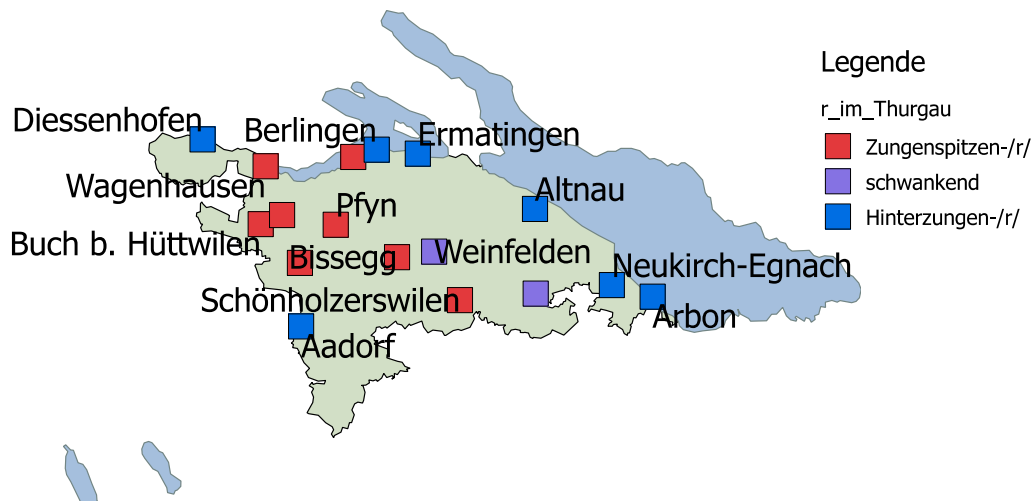 Legende
r_im_Thurgau
Zungenspitzen-/r/
schwankend
Hinterzungen-/r/
Diessenhofen
Berlingen
Ermatingen
Wagenhausen
Altnau
Pfyn
Buch b. Hüttwilen
Bissegg
Weinfelden
Neukirch-Egnach
Schönholzerswilen
Arbon
Aadorf